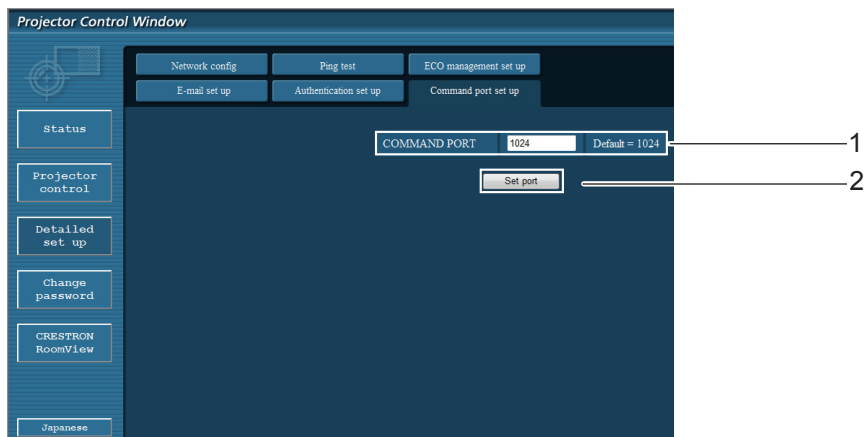 Projector Control Window
Network config
Ping test
ECO management set up
E-mail set up
Authentication set up
Command port set up
Status
Projector
control
Detailed
set up
Change
password
CRESTRON
RoomView
Japanese
COMMAND PORT 1024 Default = 1024
1
Set port
2